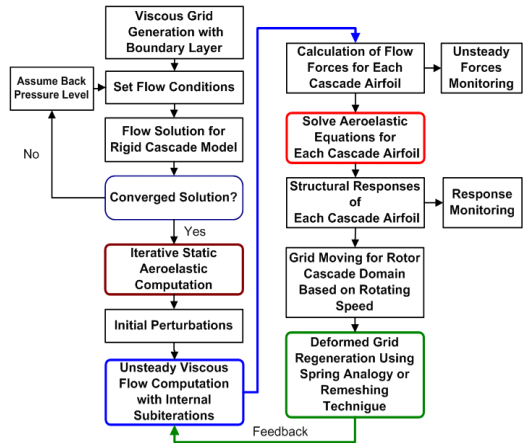 Viscous Grid
Generation with
Boundary Layer
Assume Back
Pressure Level
Set Flow Conditions
Flow Solution for
Rigid Cascade Model
No
Converged Solution?
Yes
Iterative Static
Aeroelastic
Computation
Initial Perturbations
Unsteady Viscous
Flow Computation
with Internal
Subiterations
Calculation of Flow
Forces for Each
Cascade Airfoil
Unsteady
Forces
Monitoring
Solve Aeroelastic
Equations for
Each Cascade Airfoil
Structural Responses
of
Each Cascade Airfoil
Response
Monitoring
Grid Moving for Rotor
Cascade Domain
Based on Rotating
Speed
Deformed Grid
Regeneration Using
Spring Analogy or
Remeshing
Technigue
Feedback